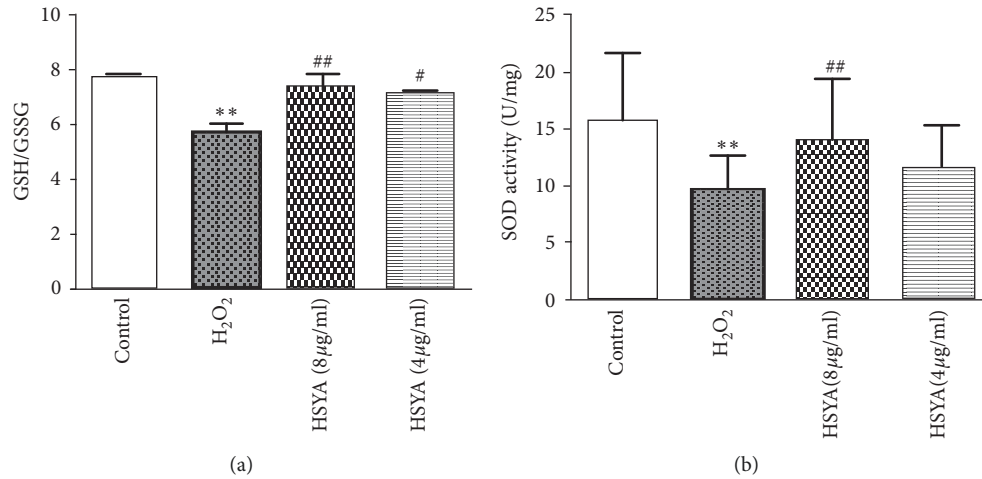 10
8
6
4
2
0
GSH/GSSG
**
##
#
Control
H₂O₂
HSYA (8μg/ml)
HSYA (4μg/ml)
(a)
25
20
15
10
5
0
SOD activity (U/mg)
**
##
Control
H₂O₂
HSYA(8μg/ml)
HSYA(4μg/ml)
(b)